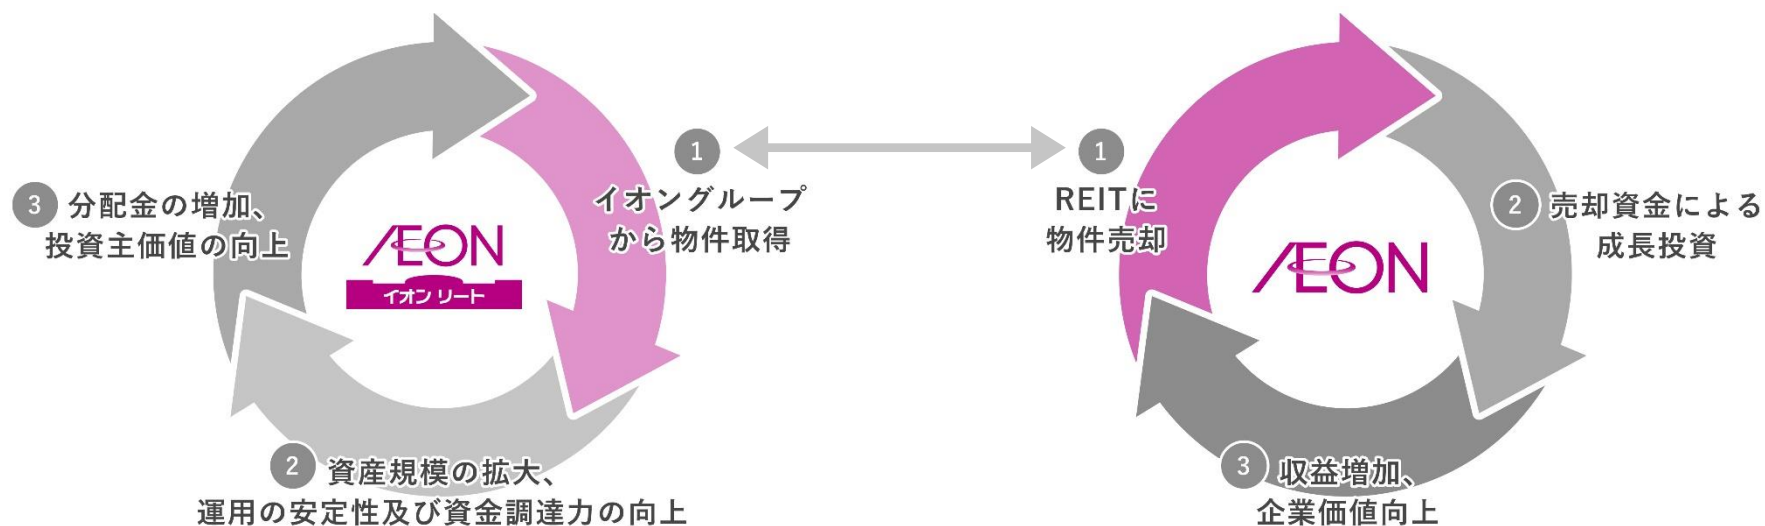 1
イオングループ
から物件取得
2 資産規模の拡大、
運用の安定性及び資金調達力の向上
3 分配金の増加、
投資主価値の向上
ÆON
イオン リート
1
REITに
物件売却
2 売却資金による
成長投資
3 収益増加、
企業価値向上
ÆON